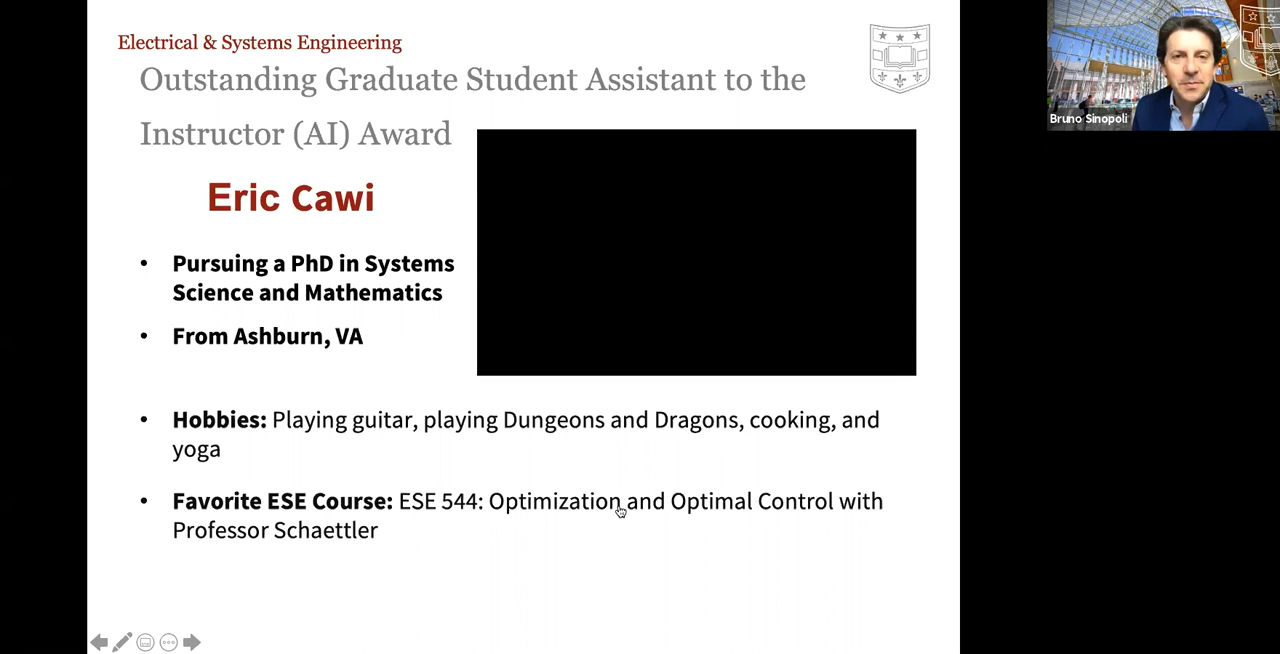 Electrical & Systems Engineering
Outstanding Graduate Student Assistant to the
Instructor (AI) Award
Eric Cawi
• Pursuing a PhD in Systems
Science and Mathematics
• From Ashburn, VA
• Hobbies: Playing guitar, playing Dungeons and Dragons, cooking, and
yoga
• Favorite ESE Course: ESE 544: Optimization and Optimal Control with
Professor Schaettler
Bruno Sinopoli